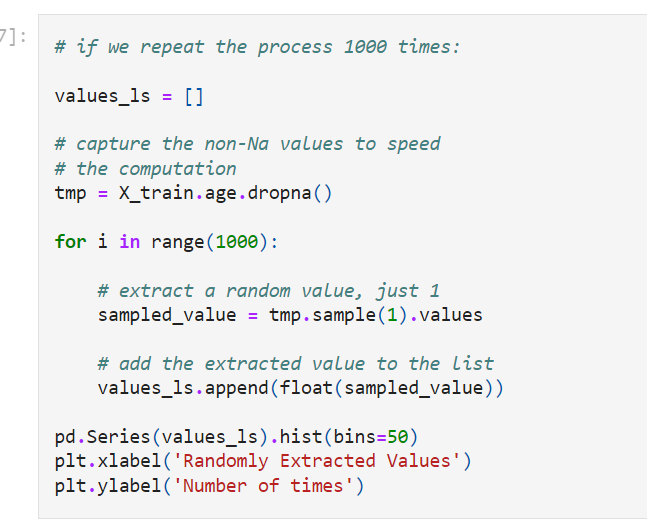 7]:
# if we repeat the process 1000 times:
values_ls = []
# capture the non-Na values to speed
# the computation
tmp = X_train.age.dropna()
for i in range(1000):
    # extract a random value, just 1
    sampled_value = tmp.sample(1).values
    # add the extracted value to the list
    values_ls.append(float(sampled_value))
pd.Series(values_ls).hist(bins=50)
plt.xlabel('Randomly Extracted Values')
plt.ylabel('Number of times')